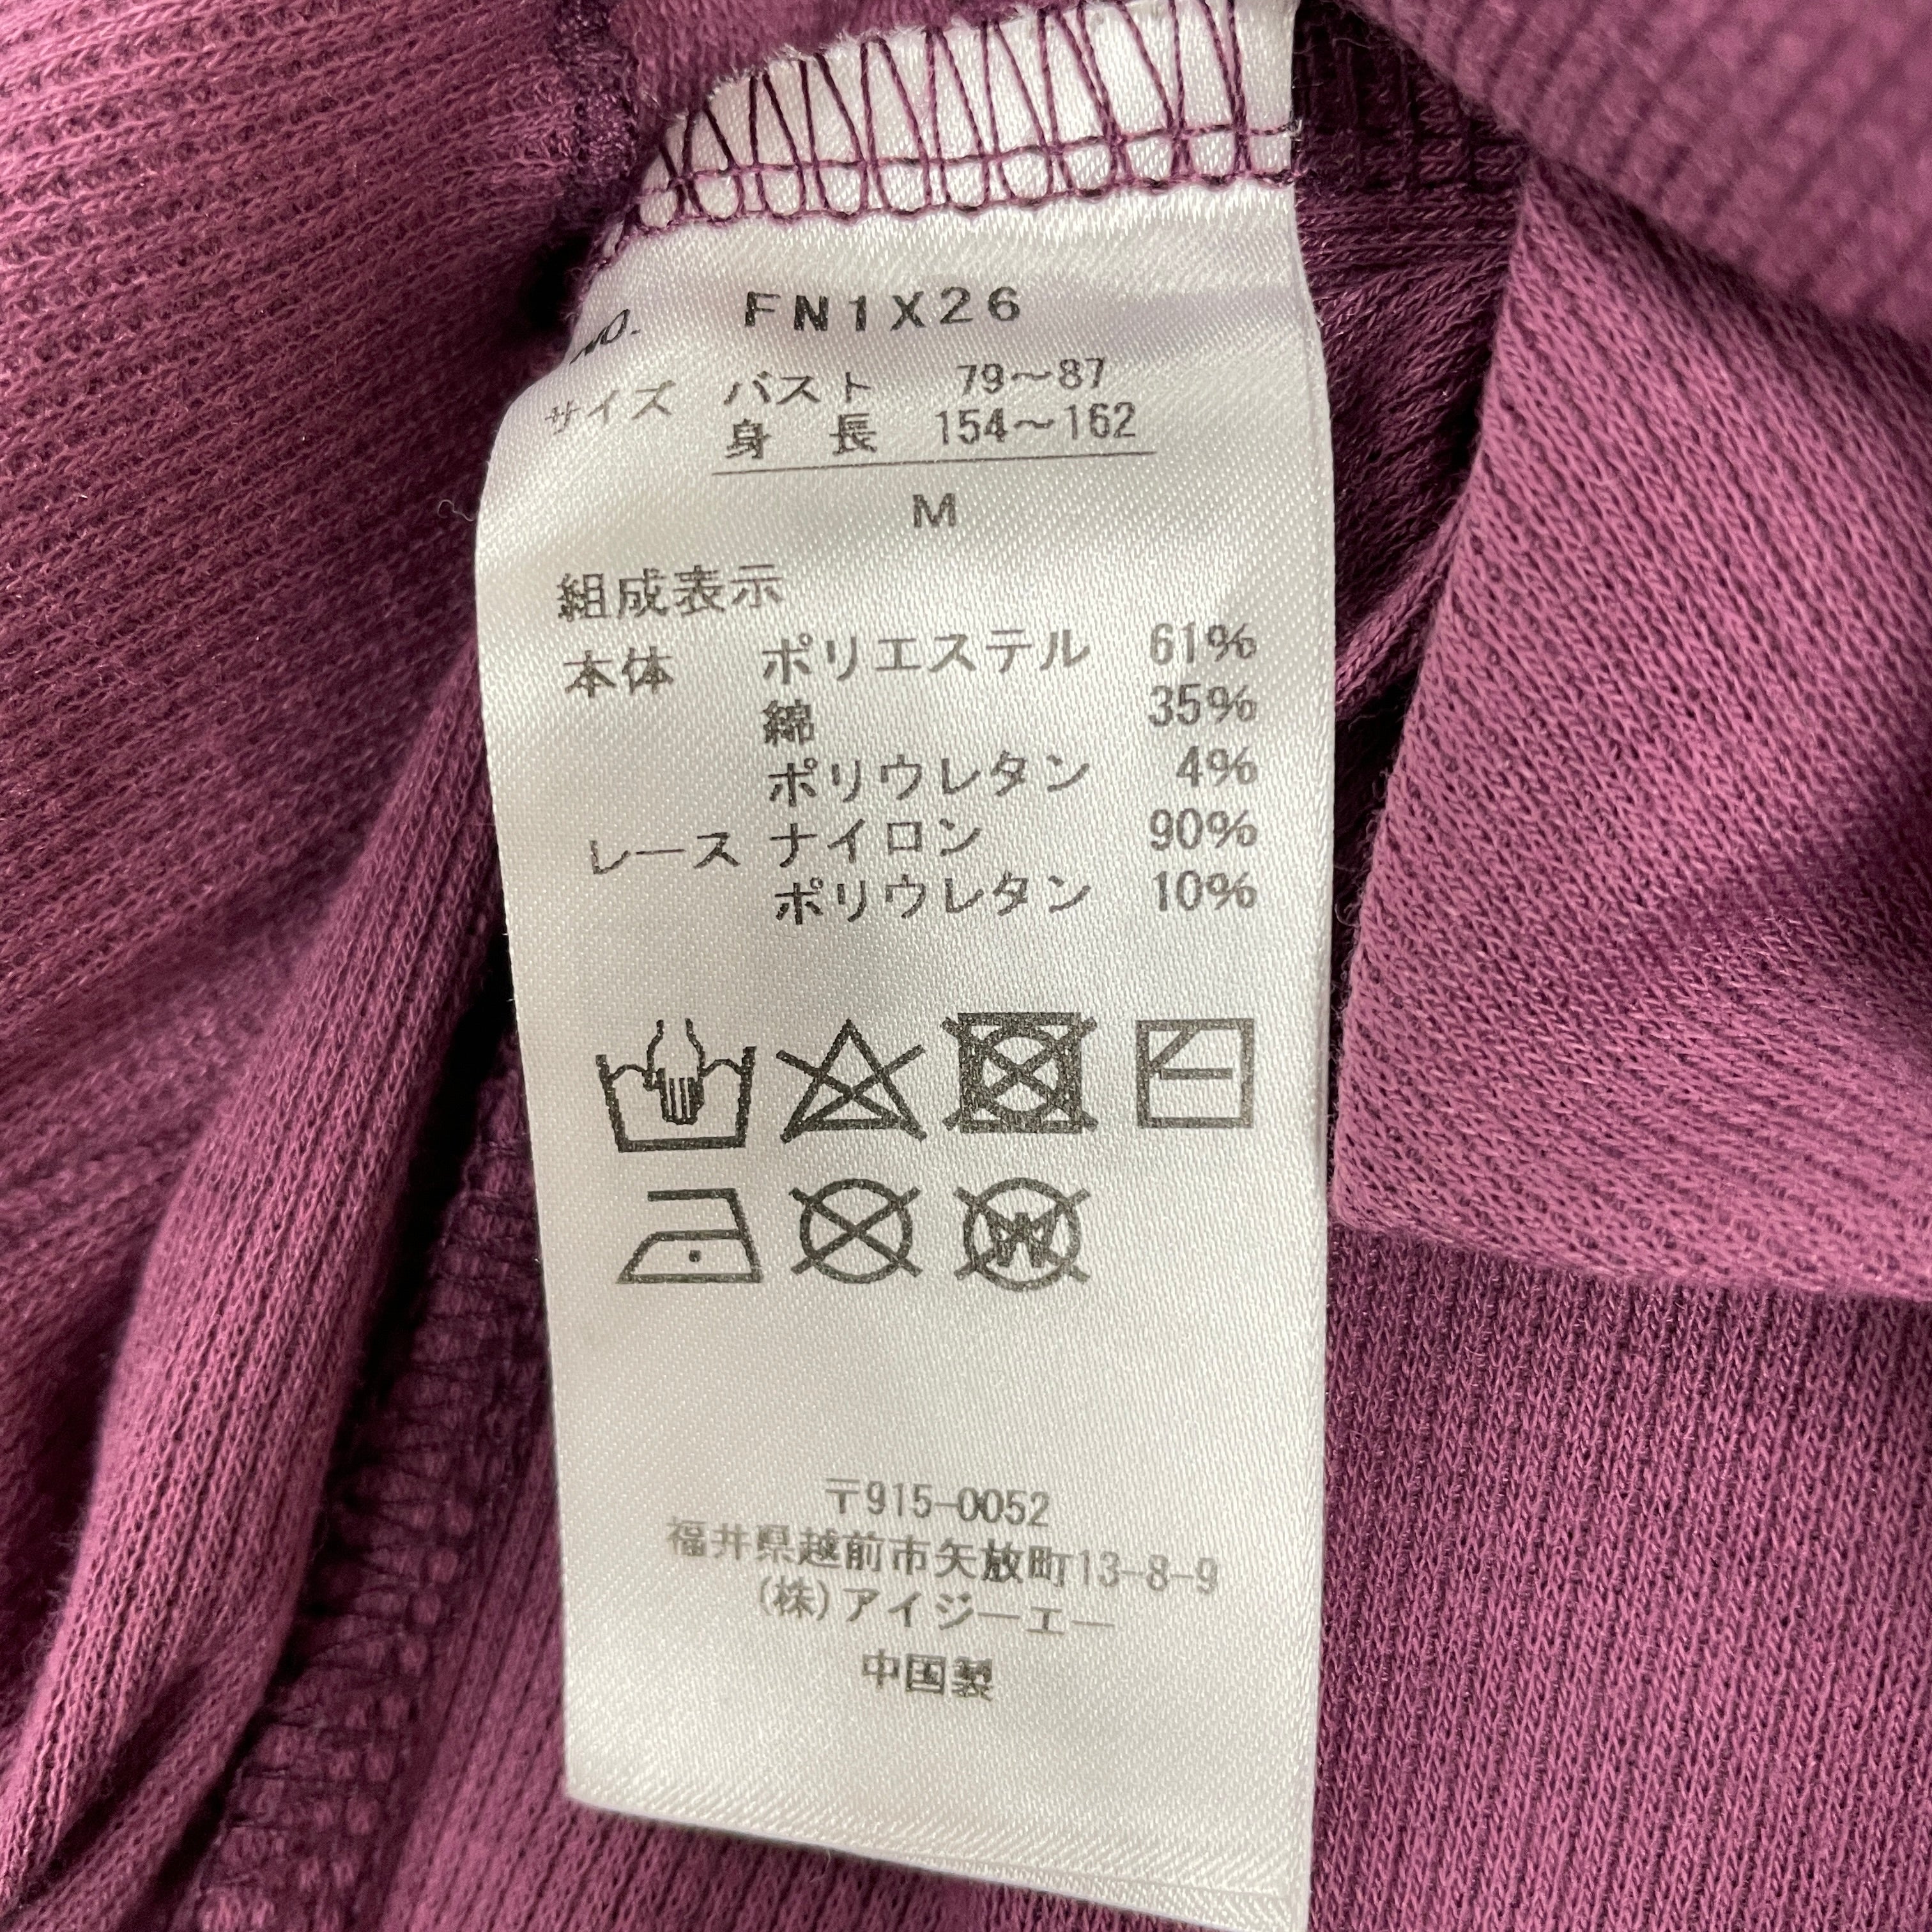 No. FN1X26
サイズ バスト 79～87
身長 154～162
M
組成表示
本体 ポリエステル 61%
綿 35%
ポリウレタン 4%
レース ナイロン 90%
ポリウレタン 10%
W
〒915-0052
福井県越前市矢放町13-8-9
(株)アイジーエー
中国製